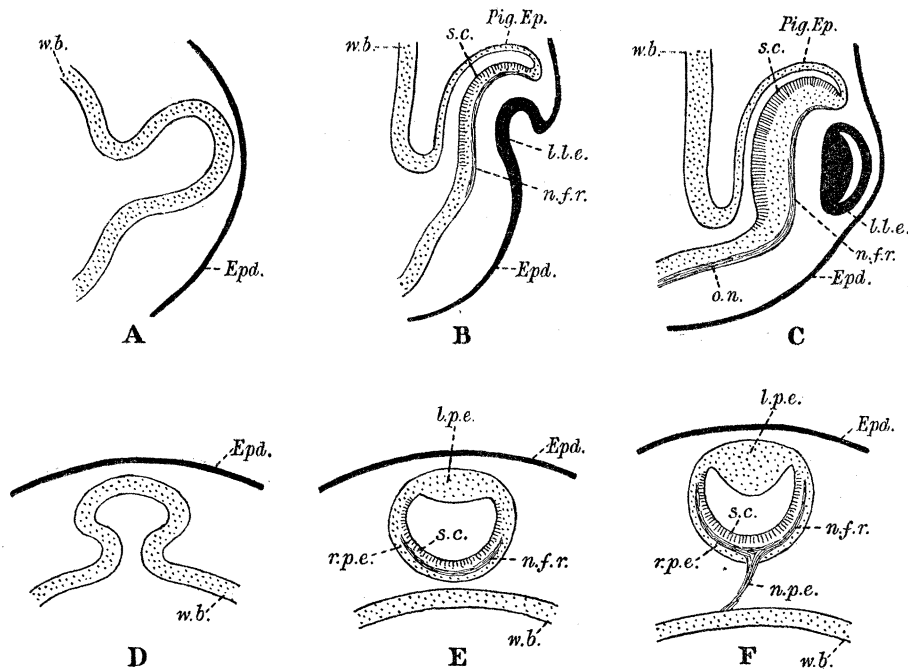 w.b.
Epd.
A
w.b.
Pig.Ep.
s.c.
l.l.e.
n.f.r.
Epd.
B
w.b.
Pig.Ep.
s.c.
l.l.e.
n.f.r.
Epd.
o.n.
C
Epd.
w.b.
D
l.p.e.
Epd.
s.c.
r.p.e.
n.f.r.
w.b.
E
l.p.e.
Epd.
s.c.
n.f.r.
r.p.e.
n.p.e.
w.b.
F